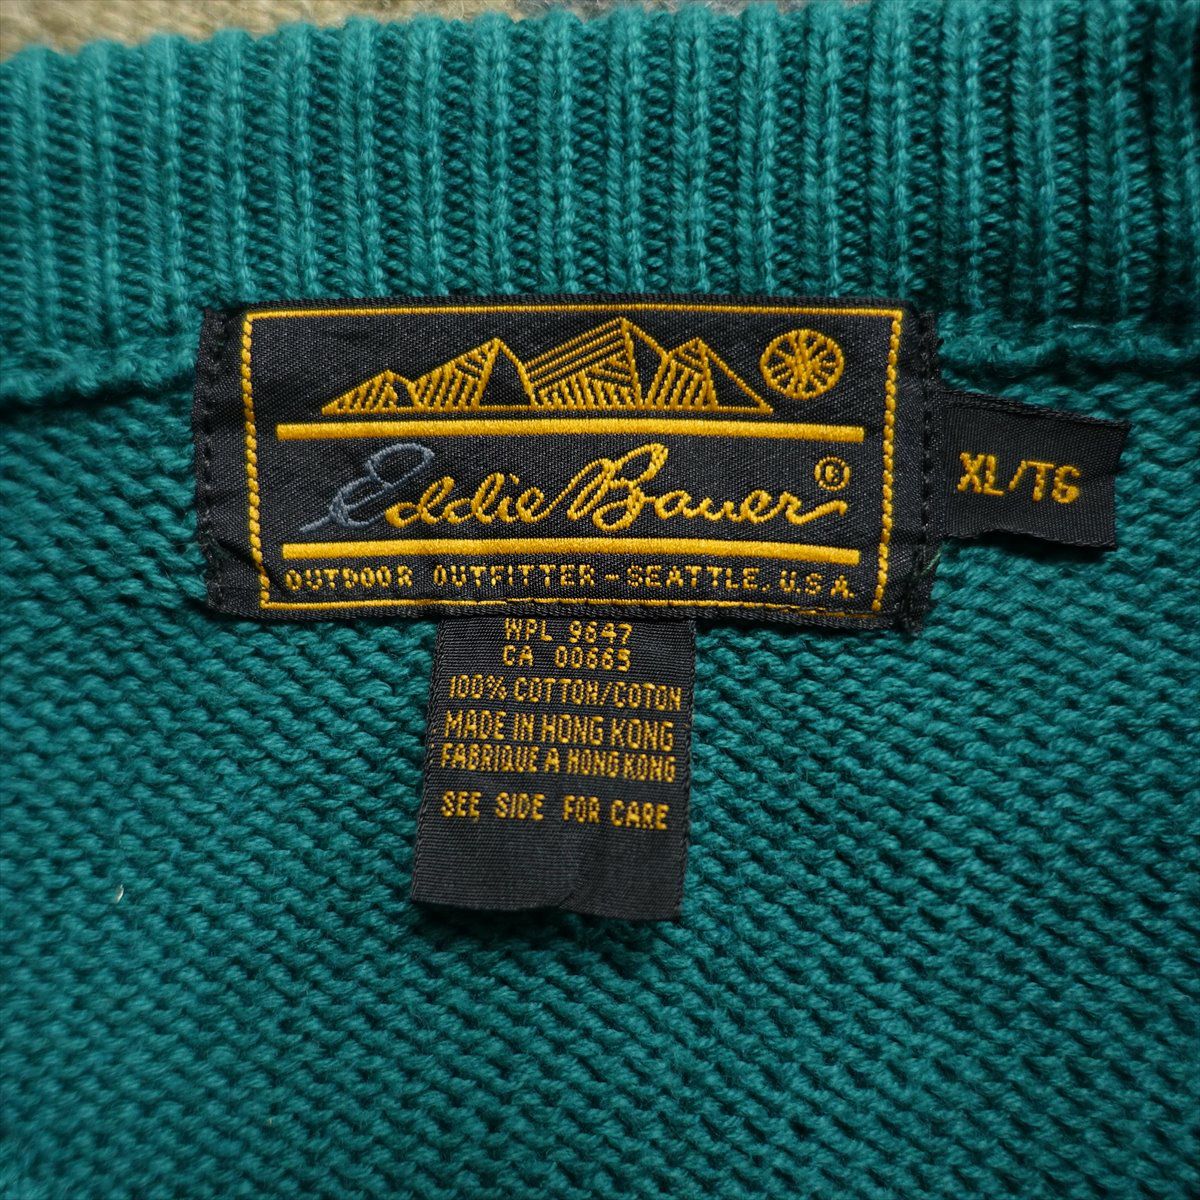 Eddie Bauer®
OUTDOOR OUTFITTER - SEATTLE, U.S.A
XL/TG
WPL 9647
CA 00665
100% COTTON/COTON
MADE IN HONG KONG
FABRIQUE A HONG KONG
SEE SIDE FOR CARE